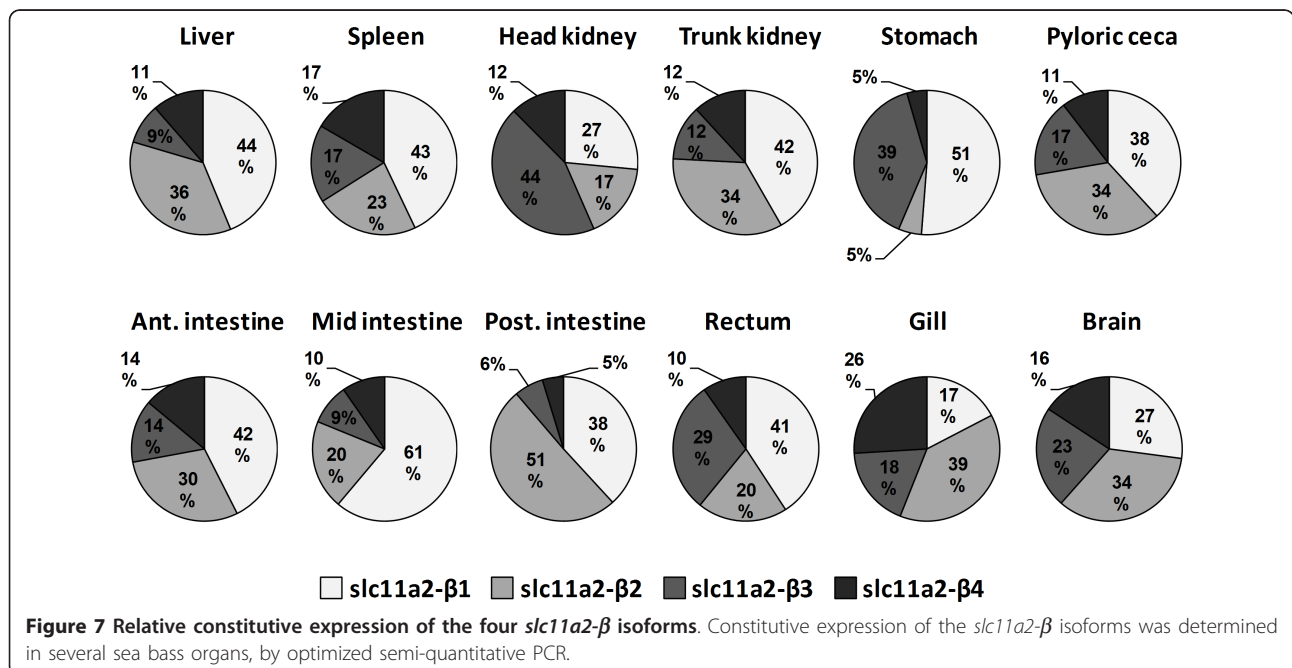 Liver Spleen Head kidney Trunk kidney Stomach Pyloric ceca
11 % 9% 36 % 44 %
17 % 17 % 23 % 43 %
12 % 44 % 17 % 27 %
12 % 12 % 34 % 42 %
5% 39 % 5% 51 %
11 % 17 % 34 % 38 %
Ant. intestine Mid intestine Post. intestine Rectum Gill Brain
14 % 14 % 30 % 42 %
10 % 9% 20 % 61 %
6% 5% 51 % 38 %
10 % 29 % 20 % 41 %
26 % 18 % 39 % 17 %
16 % 23 % 34 % 27 %
slc11a2-β1 slc11a2-β2 slc11a2-β3 slc11a2-β4
Figure 7 Relative constitutive expression of the four slc11a2-β isoforms. Constitutive expression of the slc11a2-β isoforms was determined
in several sea bass organs, by optimized semi-quantitative PCR.